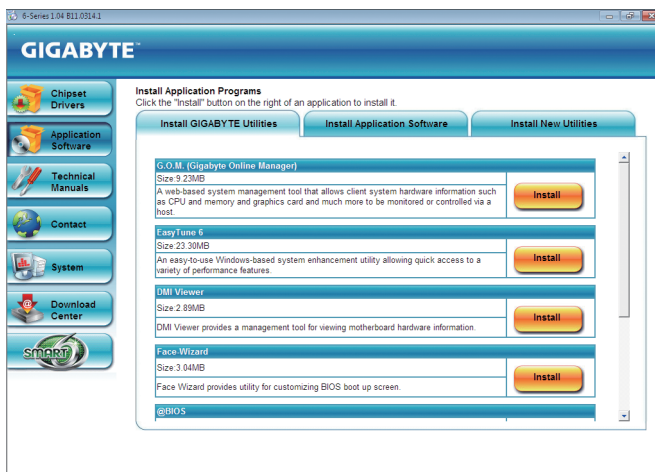 6-Series 1.04 B11.0314.1
GIGABYTE™
Chipset
Drivers
Application
Software
Technical
Manuals
Contact
System
Download
Center
SMART
Install Application Programs
Click the "Install" button on the right of an application to install it.
Install GIGABYTE Utilities
Install Application Software
Install New Utilities
G.O.M. (Gigabyte Online Manager)
Size:9.23MB
A web-based system management tool that allows client system hardware information such
as CPU and memory and graphics card and much more to be monitored or controlled via a
host.
Install
EasyTune 6
Size:23.30MB
An easy-to-use Windows-based system enhancement utility allowing quick access to a
variety of performance features.
Install
DMI Viewer
Size:2.89MB
DMI Viewer provides a management tool for viewing motherboard hardware information.
Install
Face-Wizard
Size:3.04MB
Face Wizard provides utility for customizing BIOS boot up screen.
Install
@BIOS